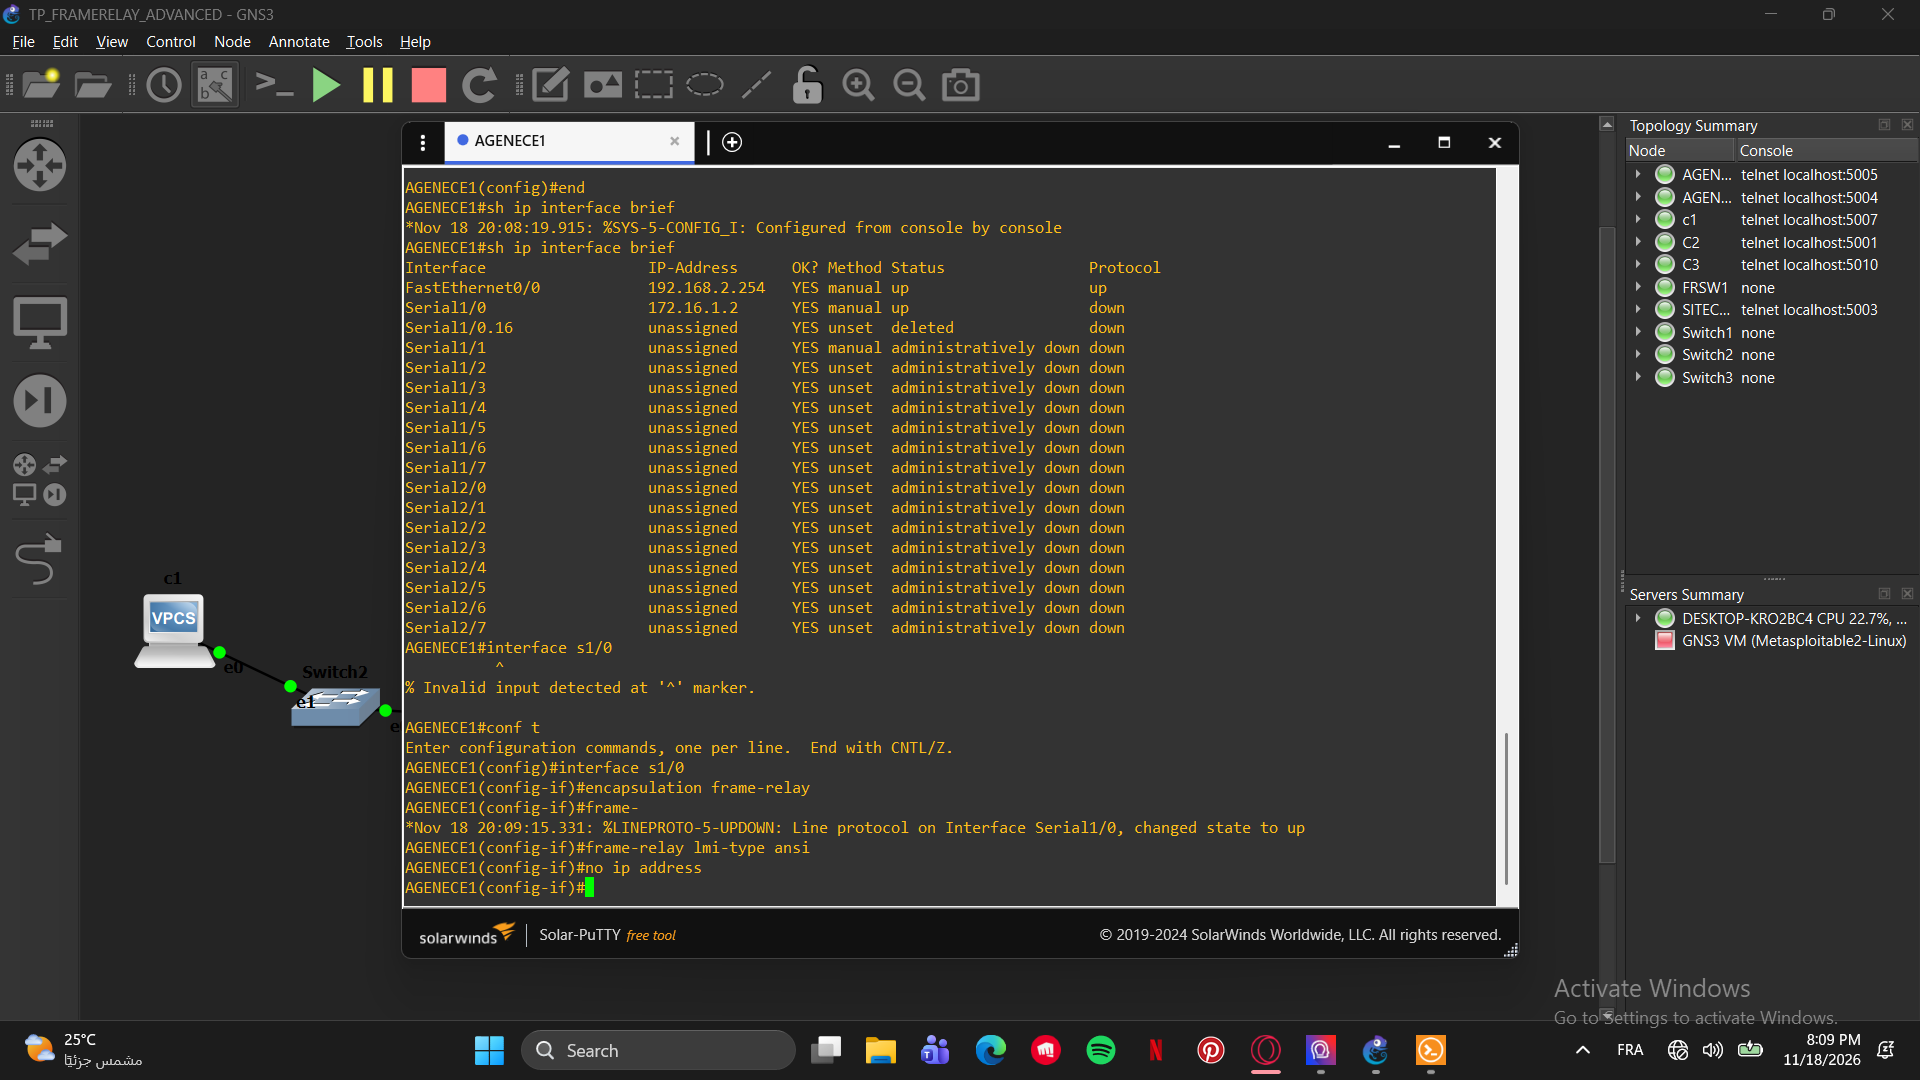 TP_FRAMERELAY_ADVANCED - GNS3
File Edit View Control Node Annotate Tools Help
AGENECE1
AGENECE1(config)#end
AGENECE1#sh ip interface brief
*Nov 18 20:08:19.915: %SYS-5-CONFIG_I: Configured from console by console
AGENECE1#sh ip interface brief
Interface IP-Address OK? Method Status Protocol
FastEthernet0/0 192.168.2.254 YES manual up up
Serial1/0 172.16.1.2 YES manual up down
Serial1/0.16 unassigned YES unset deleted down
Serial1/1 unassigned YES manual administratively down down
Serial1/2 unassigned YES unset administratively down down
Serial1/3 unassigned YES unset administratively down down
Serial1/4 unassigned YES unset administratively down down
Serial1/5 unassigned YES unset administratively down down
Serial1/6 unassigned YES unset administratively down down
Serial1/7 unassigned YES unset administratively down down
Serial2/0 unassigned YES unset administratively down down
Serial2/1 unassigned YES unset administratively down down
Serial2/2 unassigned YES unset administratively down down
Serial2/3 unassigned YES unset administratively down down
Serial2/4 unassigned YES unset administratively down down
Serial2/5 unassigned YES unset administratively down down
Serial2/6 unassigned YES unset administratively down down
Serial2/7 unassigned YES unset administratively down down
AGENECE1#interface s1/0
^
% Invalid input detected at '^' marker.
AGENECE1#conf t
Enter configuration commands, one per line. End with CNTL/Z.
AGENECE1(config)#interface s1/0
AGENECE1(config-if)#encapsulation frame-relay
AGENECE1(config-if)#frame-
*Nov 18 20:09:15.331: %LINEPROTO-5-UPDOWN: Line protocol on Interface Serial1/0, changed state to up
AGENECE1(config-if)#frame-relay lmi-type ansi
AGENECE1(config-if)#no ip address
AGENECE1(config-if)#
solarwinds Solar-PuTTY free tool © 2019-2024 SolarWinds Worldwide, LLC. All rights reserved.
c1
VPCS
e0
Switch2
e1
e
Topology Summary
Node Console
AGEN... telnet localhost:5005
AGEN... telnet localhost:5004
c1 telnet localhost:5007
C2 telnet localhost:5001
C3 telnet localhost:5010
FRSW1 none
SITEC... telnet localhost:5003
Switch1 none
Switch2 none
Switch3 none
Servers Summary
DESKTOP-KRO2BC4 CPU 22.7%, ...
GNS3 VM (Metasploitable2-Linux)
Activate Windows
Go to Settings to activate Windows.
25°C
مشمس جزئيًا
Search
FRA
8:09 PM
11/18/2026